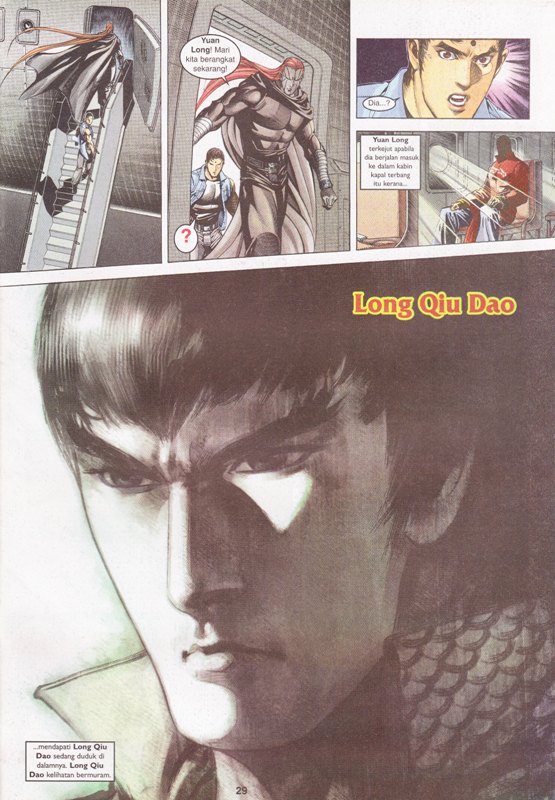 Yuan
Long! Mari
kita berangkat
sekarang!
?
Dia...?
Yuan Long
terkejut apabila
dia berjalan masuk
ke dalam kabin
kapal terbang
itu kerana...
Long Qiu Dao
...mendapati Long Qiu
Dao sedang duduk di
dalamnya. Long Qiu
Dao kelihatan bermuram.
29